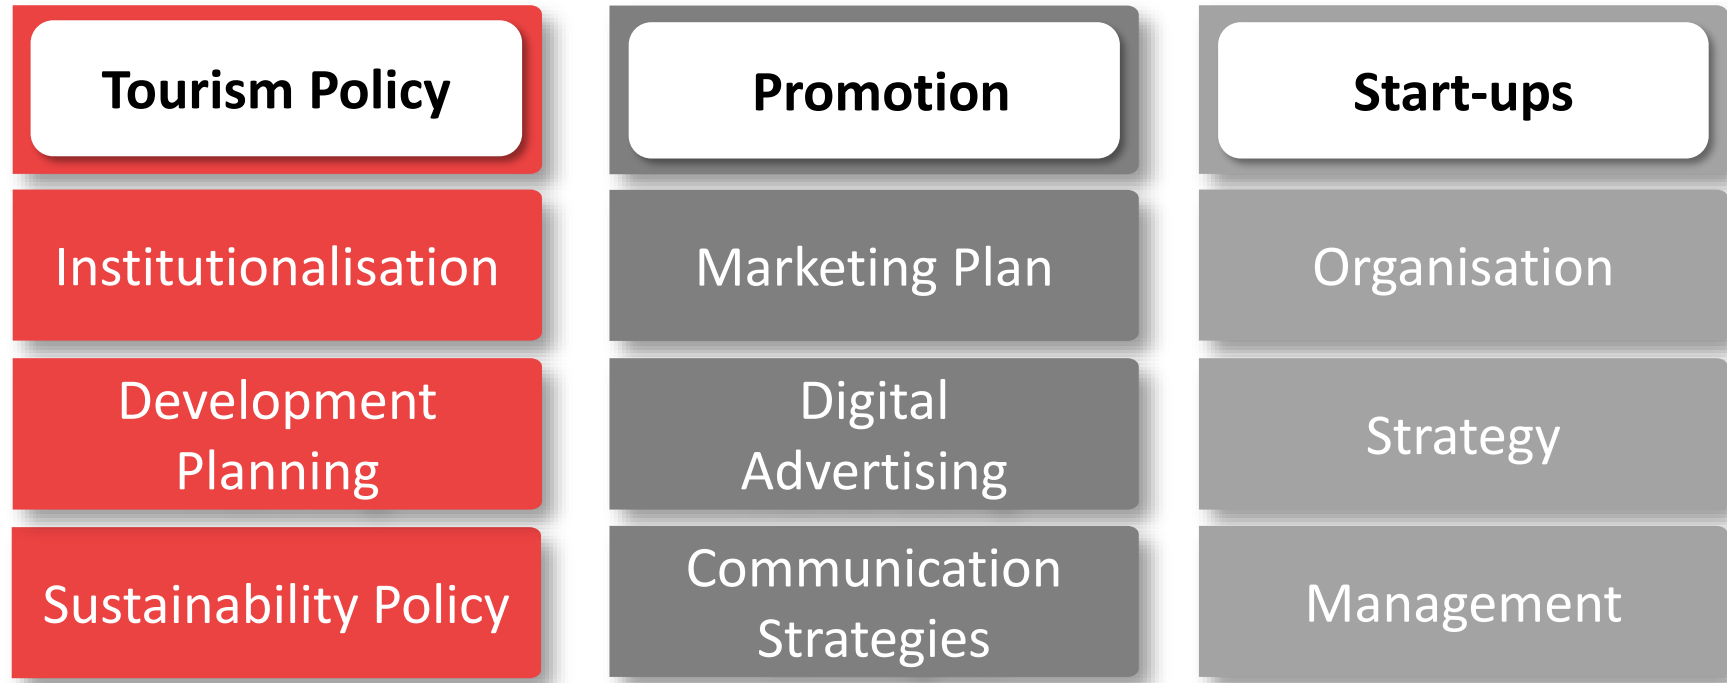 Tourism Policy
Institutionalisation
Development
Planning
Sustainability Policy
Promotion
Marketing Plan
Digital
Advertising
Communication
Strategies
Start-ups
Organisation
Strategy
Management